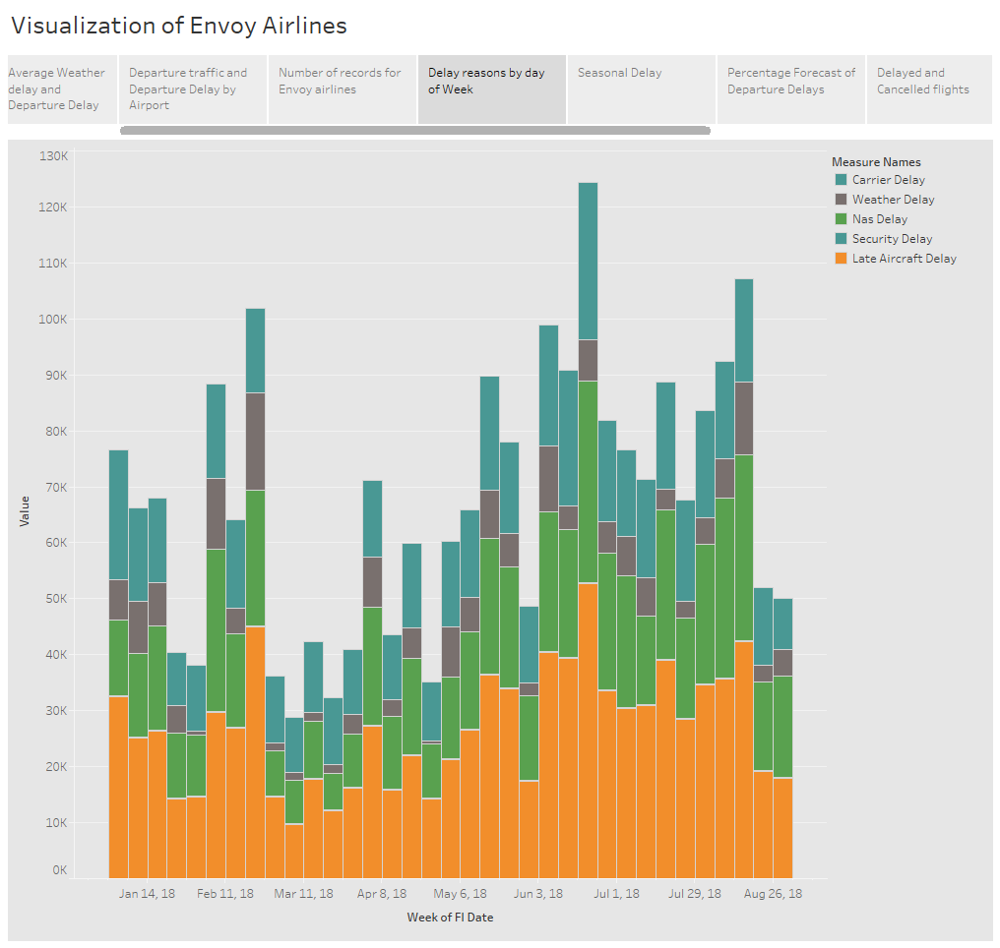 Visualization of Envoy Airlines
Average Weather
delay and
Departure Delay
Departure traffic and
Departure Delay by
Airport
Number of records for
Envoy airlines
Delay reasons by day
of Week
Seasonal Delay
Percentage Forecast of
Departure Delays
Delayed and
Cancelled flights
130K
120K
110K
100K
90K
80K
70K
60K
50K
40K
30K
20K
10K
0K
Value
Jan 14, 18
Feb 11, 18
Mar 11, 18
Apr 8, 18
May 6, 18
Jun 3, 18
Jul 1, 18
Jul 29, 18
Aug 26, 18
Week of Fl Date
Measure Names
Carrier Delay
Weather Delay
Nas Delay
Security Delay
Late Aircraft Delay